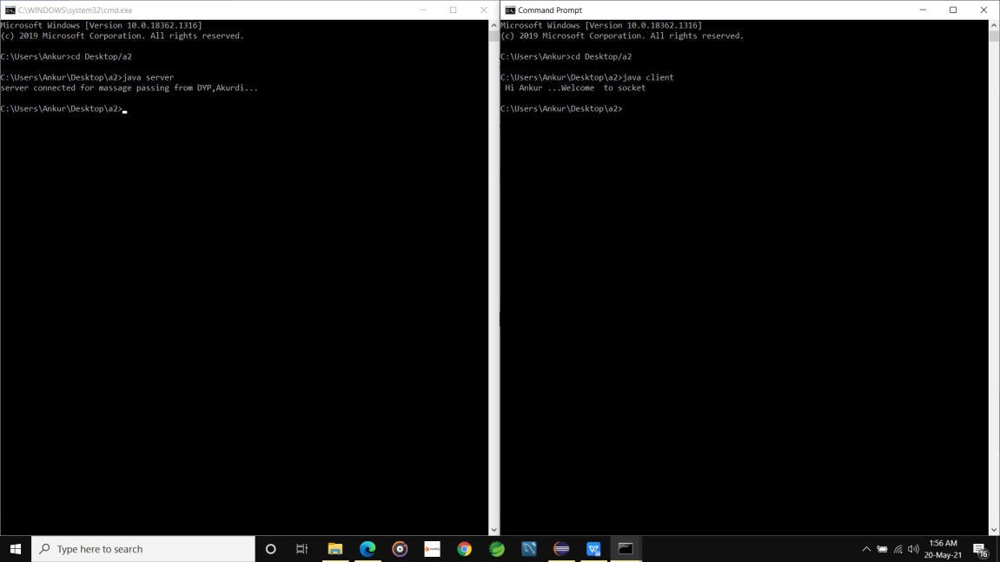 C:\WINDOWS\system32\cmd.exe
Microsoft Windows [Version 10.0.18362.1316]
(c) 2019 Microsoft Corporation. All rights reserved.
C:\Users\Ankur>cd Desktop/a2
C:\Users\Ankur\Desktop\a2>java server
server connected for massage passing from DYP,Akurdi...
C:\Users\Ankur\Desktop\a2>
Command Prompt
Microsoft Windows [Version 10.0.18362.1316]
(c) 2019 Microsoft Corporation. All rights reserved.
C:\Users\Ankur>cd Desktop/a2
C:\Users\Ankur\Desktop\a2>java client
Hi Ankur ...Welcome  to socket
C:\Users\Ankur\Desktop\a2>
Type here to search
1:56 AM
20-May-21
16